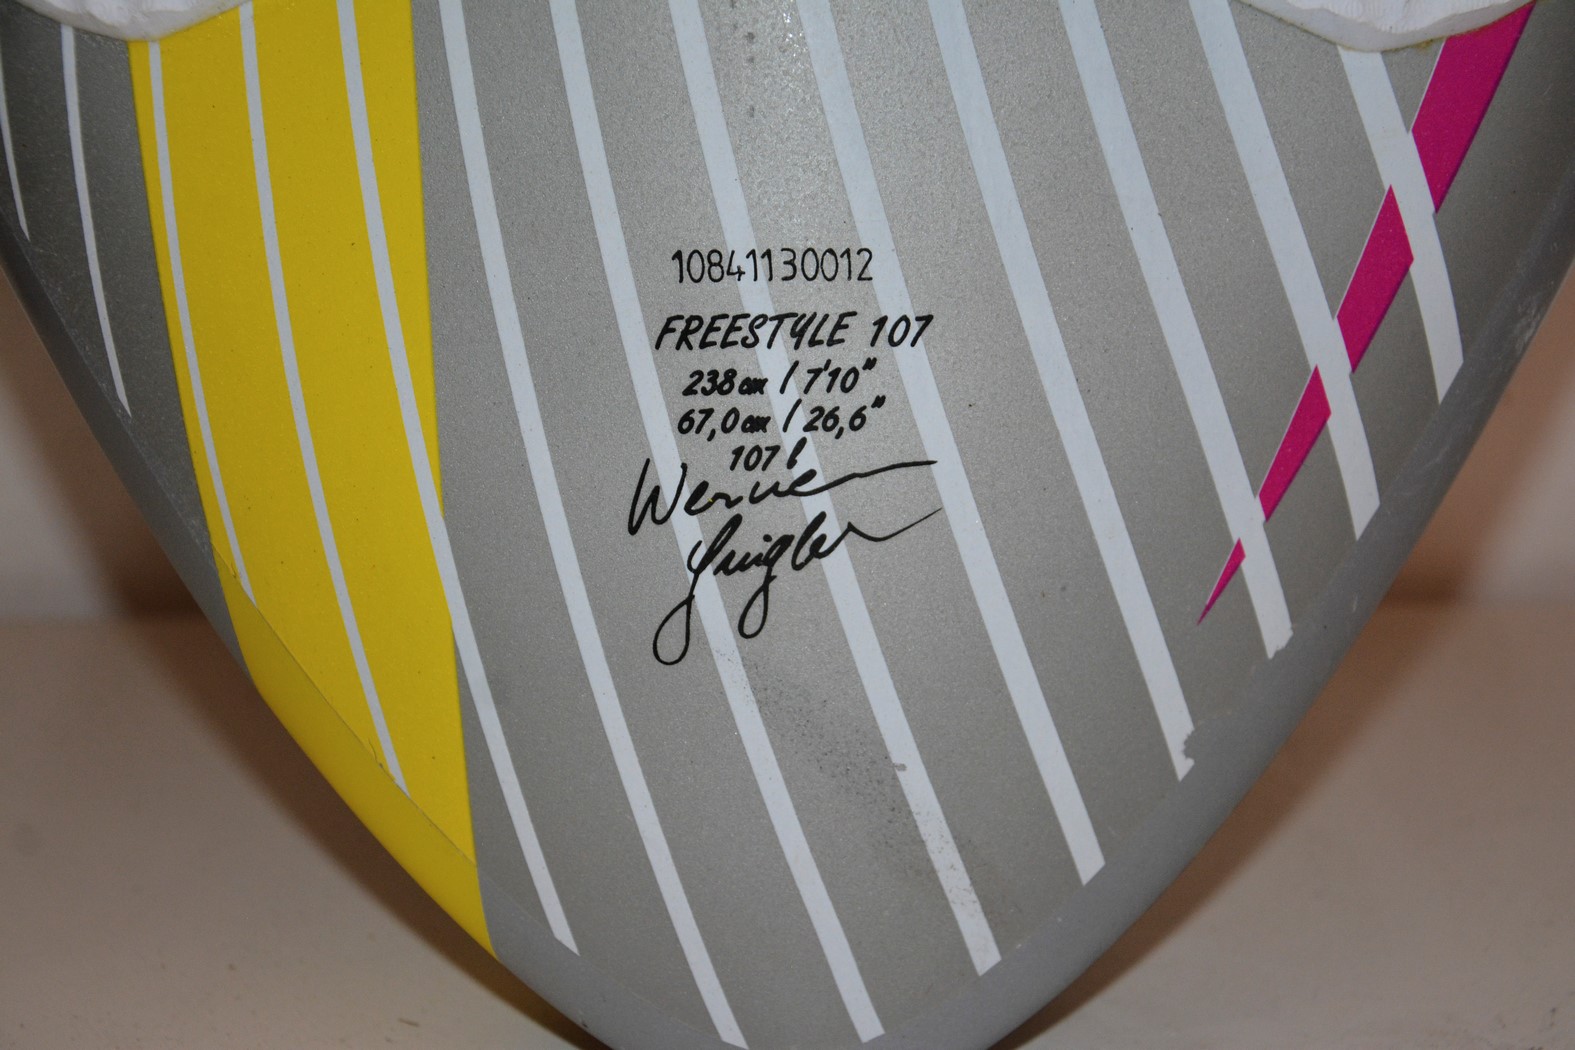 10841130012
FREESTYLE 107
238 cm / 7'10"
67,0 cm / 26,6"
107 l
Werner
Gnigler